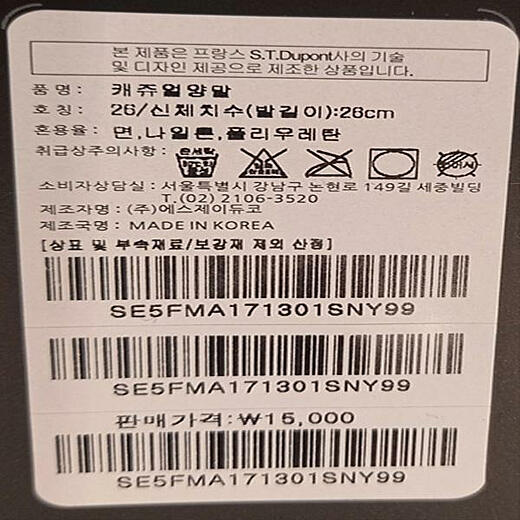 본 제품은 프랑스 S.T.Dupont사의 기술
및 디자인 제공으로 제조한 상품입니다.
품 명 : 캐쥬얼양말
호 칭 : 26/신체치수(발길이):26cm
혼용율 : 면,나일론,폴리우레탄
취급상주의사항 : 손세탁
소비자상담실 : 서울특별시 강남구 논현로 149길 세중빌딩
T.(02) 2106-3520
제조자명 : (주)에스제이듀코
제조국명 : MADE IN KOREA
[상표 및 부속재료/보강재 제외 산정]
SE5FMA171301SNY99
SE5FMA171301SNY99
판매가격:₩15,000
SE5FMA171301SNY99